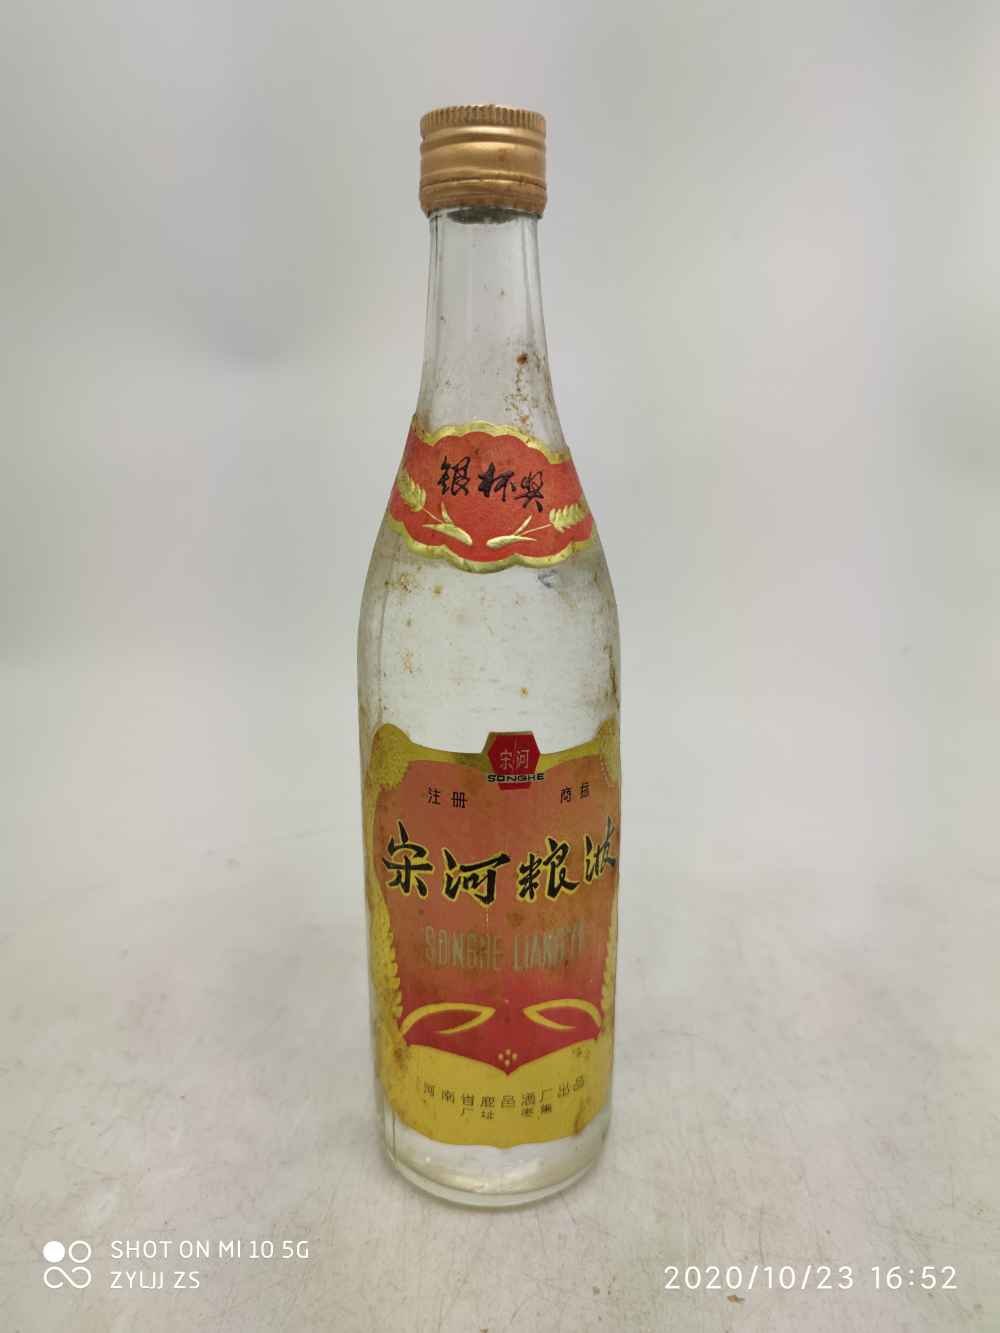 银杯奖
宋河
SONGHE
注册 商标
宋河粮液
SONGHE LIANGYE
河南省鹿邑酒厂出品
厂址 枣集
SHOT ON MI 10 5G
ZYLJJ ZS
2020/10/23 16:52